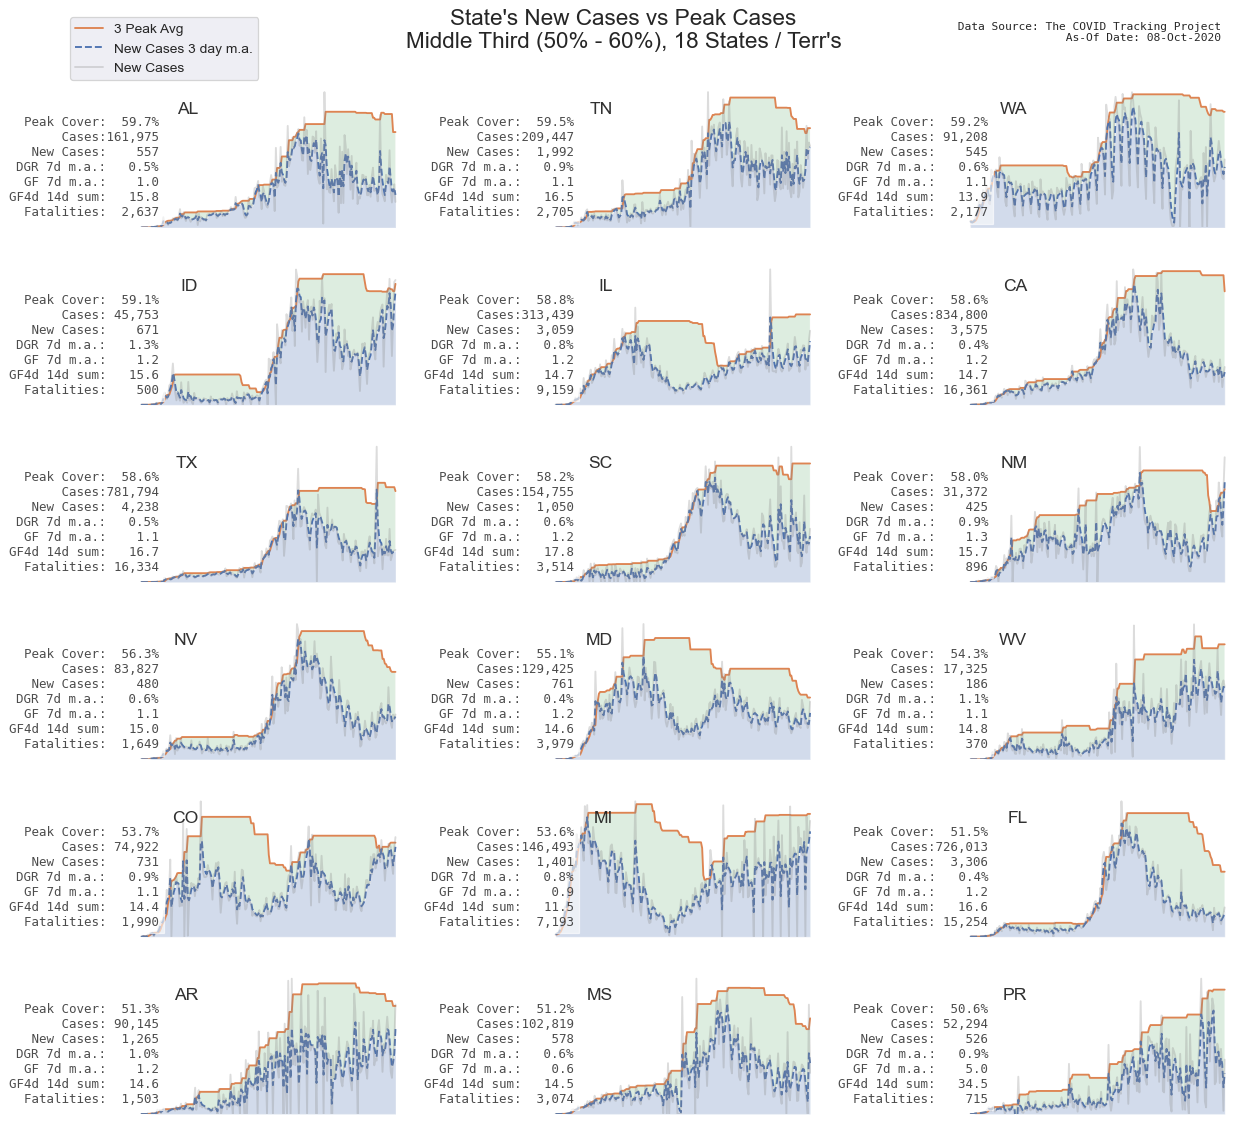 State's New Cases vs Peak Cases
Middle Third (50% - 60%), 18 States / Terr's
3 Peak Avg
New Cases 3 day m.a.
New Cases
Data Source: The COVID Tracking Project
As-Of Date: 08-Oct-2020
AL
Peak Cover: 59.7%
Cases:161,975
New Cases: 557
DGR 7d m.a.: 0.5%
GF 7d m.a.: 1.0
GF4d 14d sum: 15.8
Fatalities: 2,637
TN
Peak Cover: 59.5%
Cases:209,447
New Cases: 1,992
DGR 7d m.a.: 0.9%
GF 7d m.a.: 1.1
GF4d 14d sum: 16.5
Fatalities: 2,705
WA
Peak Cover: 59.2%
Cases: 91,208
New Cases: 545
DGR 7d m.a.: 0.6%
GF 7d m.a.: 1.1
GF4d 14d sum: 13.9
Fatalities: 2,177
ID
Peak Cover: 59.1%
Cases: 45,753
New Cases: 671
DGR 7d m.a.: 1.3%
GF 7d m.a.: 1.2
GF4d 14d sum: 15.6
Fatalities: 500
IL
Peak Cover: 58.8%
Cases:313,439
New Cases: 3,059
DGR 7d m.a.: 0.8%
GF 7d m.a.: 1.2
GF4d 14d sum: 14.7
Fatalities: 9,159
CA
Peak Cover: 58.6%
Cases:834,800
New Cases: 3,575
DGR 7d m.a.: 0.4%
GF 7d m.a.: 1.2
GF4d 14d sum: 14.7
Fatalities: 16,361
TX
Peak Cover: 58.6%
Cases:781,794
New Cases: 4,238
DGR 7d m.a.: 0.5%
GF 7d m.a.: 1.1
GF4d 14d sum: 16.7
Fatalities: 16,334
SC
Peak Cover: 58.2%
Cases:154,755
New Cases: 1,050
DGR 7d m.a.: 0.6%
GF 7d m.a.: 1.2
GF4d 14d sum: 17.8
Fatalities: 3,514
NM
Peak Cover: 58.0%
Cases: 31,372
New Cases: 425
DGR 7d m.a.: 0.9%
GF 7d m.a.: 1.3
GF4d 14d sum: 15.7
Fatalities: 896
NV
Peak Cover: 56.3%
Cases: 83,827
New Cases: 480
DGR 7d m.a.: 0.6%
GF 7d m.a.: 1.1
GF4d 14d sum: 15.0
Fatalities: 1,649
MD
Peak Cover: 55.1%
Cases:129,425
New Cases: 761
DGR 7d m.a.: 0.4%
GF 7d m.a.: 1.2
GF4d 14d sum: 14.6
Fatalities: 3,979
WV
Peak Cover: 54.3%
Cases: 17,325
New Cases: 186
DGR 7d m.a.: 1.1%
GF 7d m.a.: 1.1
GF4d 14d sum: 14.8
Fatalities: 370
CO
Peak Cover: 53.7%
Cases: 74,922
New Cases: 731
DGR 7d m.a.: 0.9%
GF 7d m.a.: 1.1
GF4d 14d sum: 14.4
Fatalities: 1,990
MI
Peak Cover: 53.6%
Cases:146,493
New Cases: 1,401
DGR 7d m.a.: 0.8%
GF 7d m.a.: 0.9
GF4d 14d sum: 11.5
Fatalities: 7,193
FL
Peak Cover: 51.5%
Cases:726,013
New Cases: 3,306
DGR 7d m.a.: 0.4%
GF 7d m.a.: 1.2
GF4d 14d sum: 16.6
Fatalities: 15,254
AR
Peak Cover: 51.3%
Cases: 90,145
New Cases: 1,265
DGR 7d m.a.: 1.0%
GF 7d m.a.: 1.2
GF4d 14d sum: 14.6
Fatalities: 1,503
MS
Peak Cover: 51.2%
Cases:102,819
New Cases: 578
DGR 7d m.a.: 0.6%
GF 7d m.a.: 0.6
GF4d 14d sum: 14.5
Fatalities: 3,074
PR
Peak Cover: 50.6%
Cases: 52,294
New Cases: 526
DGR 7d m.a.: 0.9%
GF 7d m.a.: 5.0
GF4d 14d sum: 34.5
Fatalities: 715